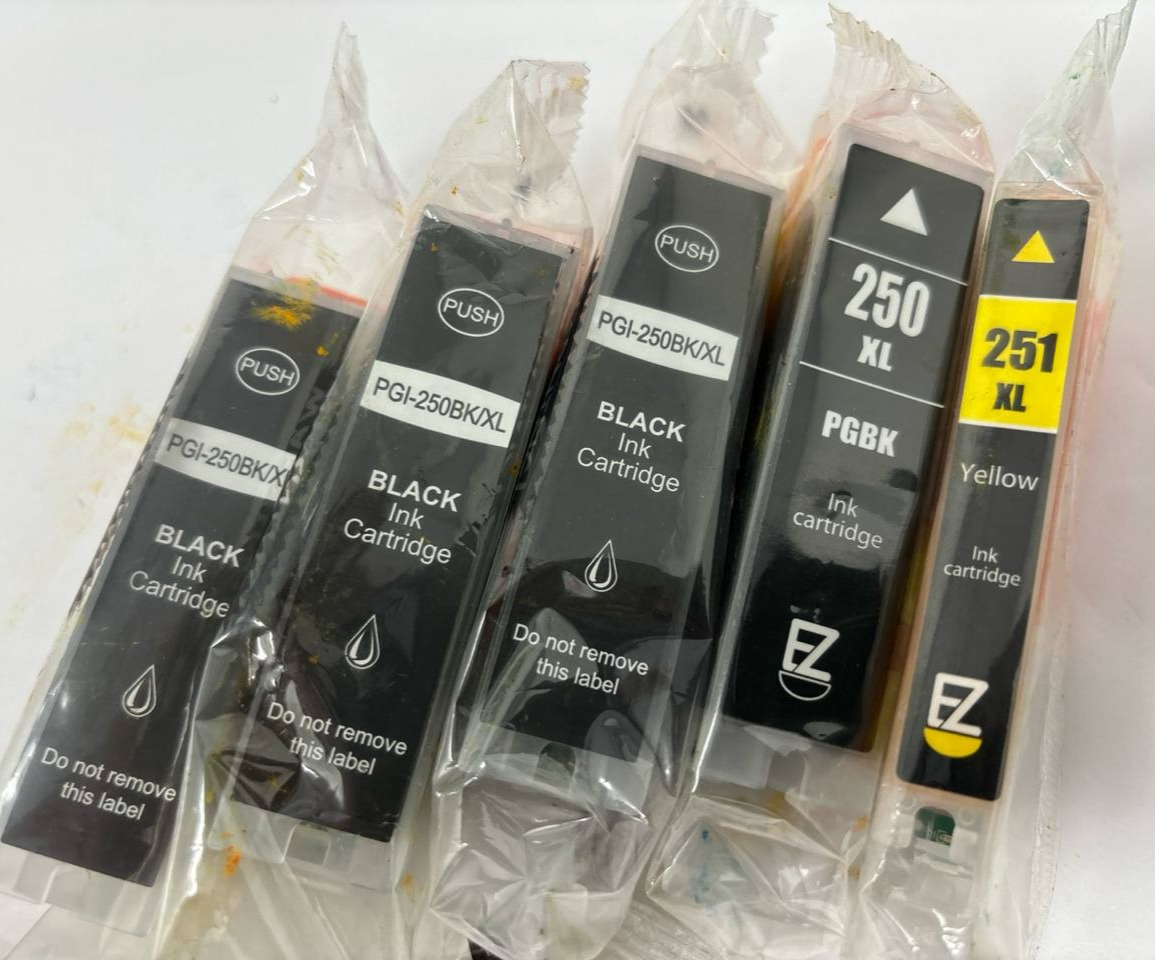 PUSH
PGI-250BK/X
BLACK
Ink
Cartridge
Do not remove
this label
PUSH
PGI-250BK/XL
BLACK
Ink
Cartridge
Do not remove
this label
PUSH
PGI-250BK/XL
BLACK
Ink
Cartridge
Do not remove
this label
250
XL
PGBK
Ink
cartridge
EZ
251
XL
Yellow
Ink
cartridge
EZ